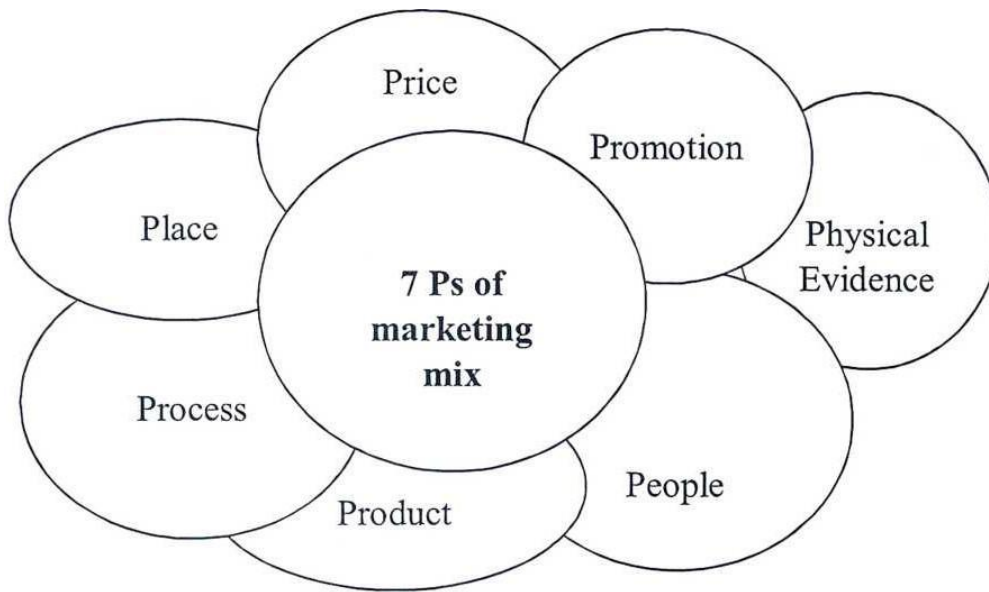 Price
Promotion
Place
Physical
Evidence
7 Ps of
marketing
mix
Process
People
Product